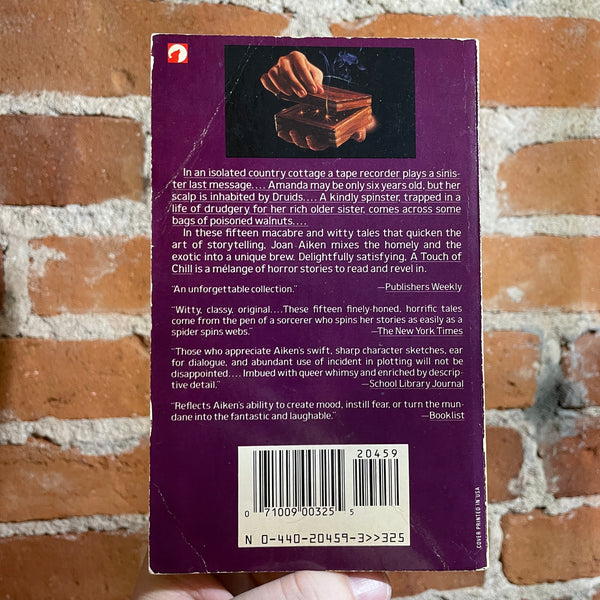 In an isolated country cottage a tape recorder plays a sinis-
ter last message.... Amanda may be only six years old, but her
scalp is inhabited by Druids.... A kindly spinster, trapped in a
life of drudgery for her rich older sister, comes across some
bags of poisoned walnuts....
In these fifteen macabre and witty tales that quicken the
art of storytelling, Joan Aiken mixes the homely and the
exotic into a unique brew. Delightfully satisfying, A Touch of
Chill is a mélange of horror stories to read and revel in.
"An unforgettable collection." —Publishers Weekly
"Witty, classy, original....These fifteen finely-honed, horrific tales
come from the pen of a sorcerer who spins her stories as easily as a
spider spins webs." —The New York Times
"Those who appreciate Aiken's swift, sharp character sketches, ear
for dialogue, and abundant use of incident in plotting will not be
disappointed.... Imbued with queer whimsy and enriched by descrip-
tive detail." —School Library Journal
"Reflects Aiken's ability to create mood, instill fear, or turn the mun-
dane into the fantastic and laughable." —Booklist
20459
0 71009 00325 5
N 0-440-20459-3>>325
COVER PRINTED IN USA